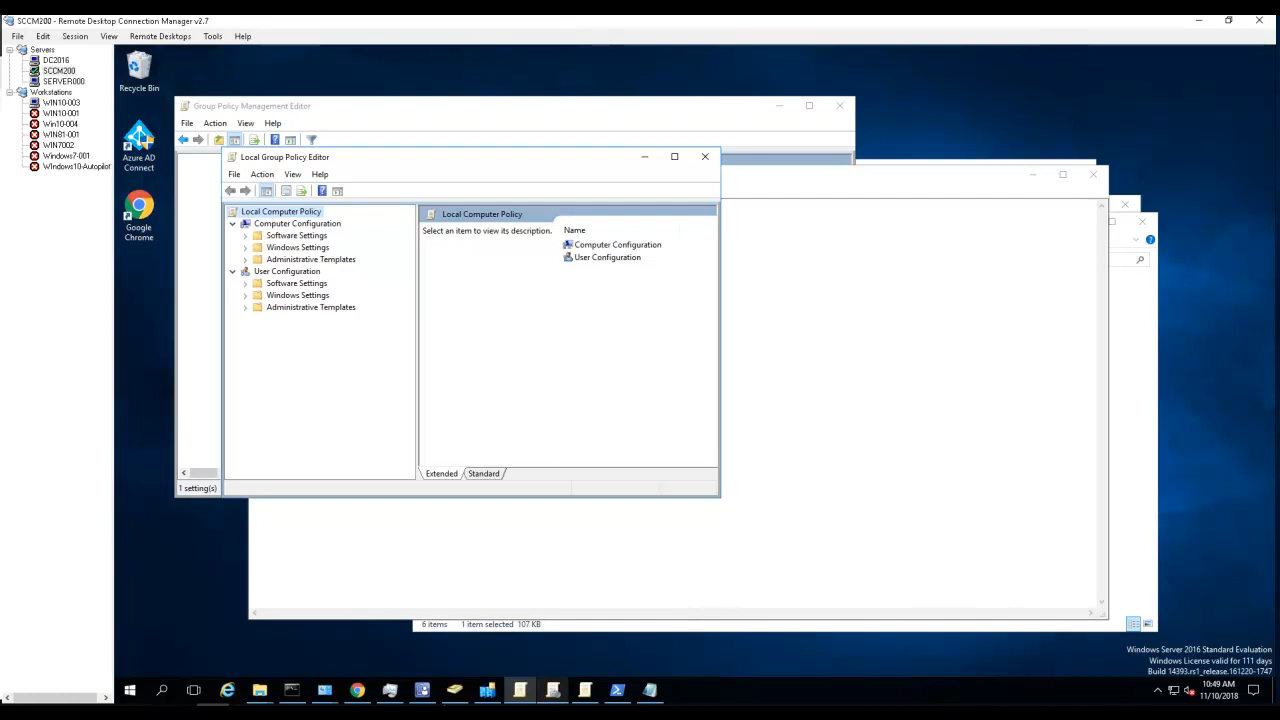 SCCM200 - Remote Desktop Connection Manager v2.7
File Edit Session View Remote Desktops Tools Help
Servers
DC2016
SCCM200
SERVER000
Workstations
WIN10-003
WIN10-001
Win10-004
WIN81-001
WIN7002
Windows7-001
WIndows10-Autopilot
Recycle Bin
Azure AD
Connect
Google
Chrome
Group Policy Management Editor
File Action View Help
1 setting(s)
Local Group Policy Editor
File Action View Help
Local Computer Policy
Computer Configuration
Software Settings
Windows Settings
Administrative Templates
User Configuration
Software Settings
Windows Settings
Administrative Templates
Local Computer Policy
Select an item to view its description.
Name
Computer Configuration
User Configuration
Extended Standard
6 items 1 item selected 107 KB
Windows Server 2016 Standard Evaluation
Windows License valid for 111 days
Build 14393.rs1_release.161220-1747
10:49 AM
11/10/2018